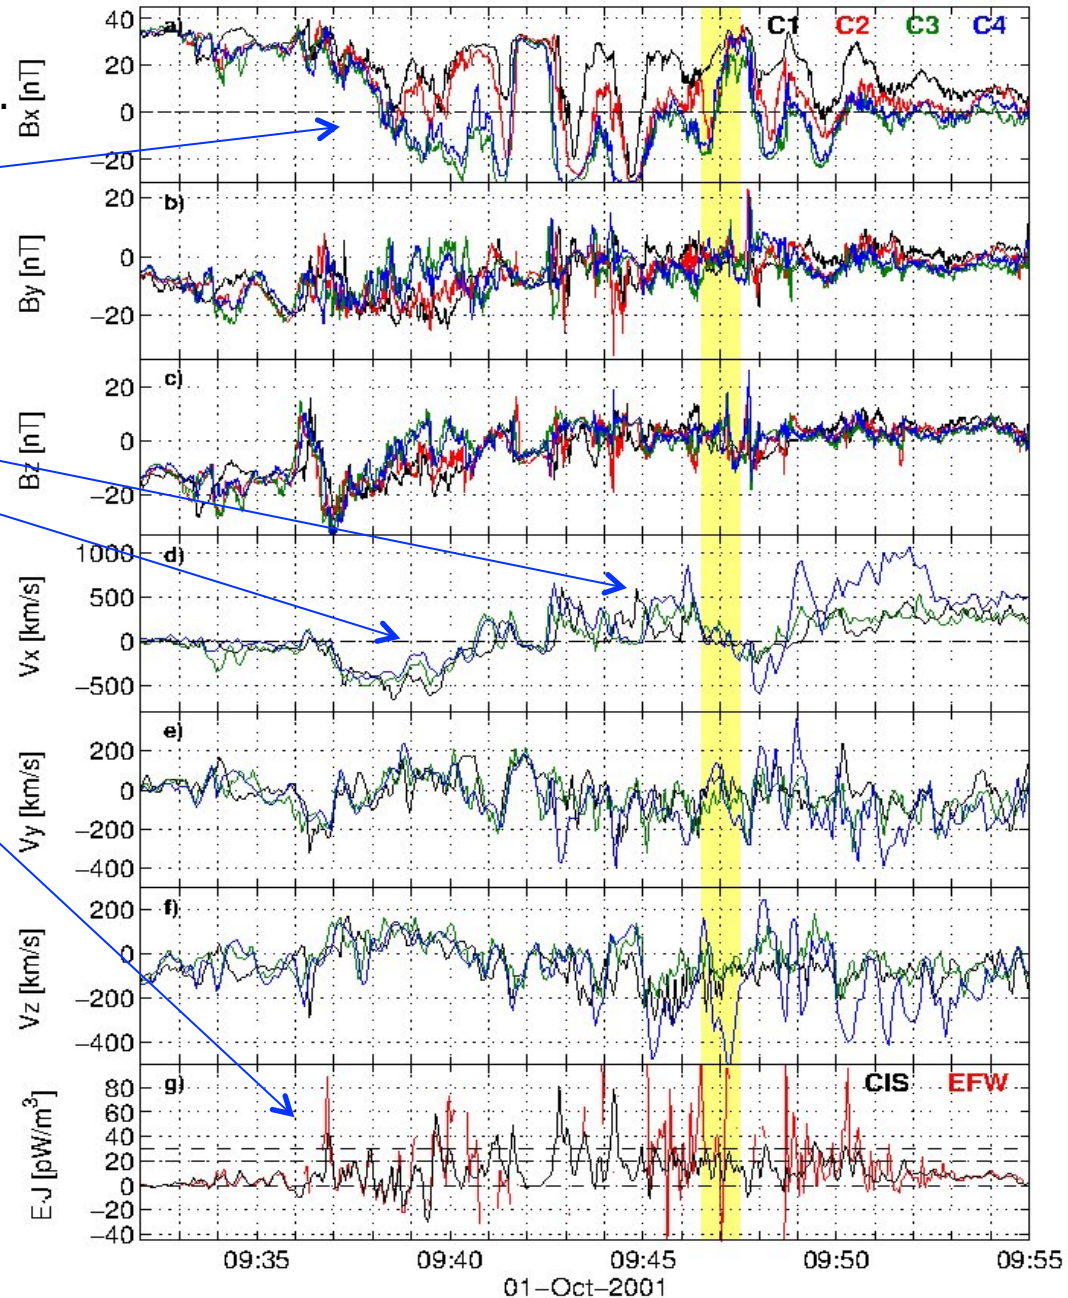 a)
C1 C2 C3 C4
40
20
0
−20
Bx [nT]
.
b)
20
0
−20
By [nT]
c)
20
0
−20
Bz [nT]
d)
1000
500
0
−500
Vx [km/s]
e)
200
0
−200
−400
Vy [km/s]
f)
200
0
−200
−400
Vz [km/s]
g)
CIS EFW
80
60
40
20
0
−20
−40
E·J [pW/m³]
09:35 09:40 09:45 09:50 09:55
01−Oct−2001